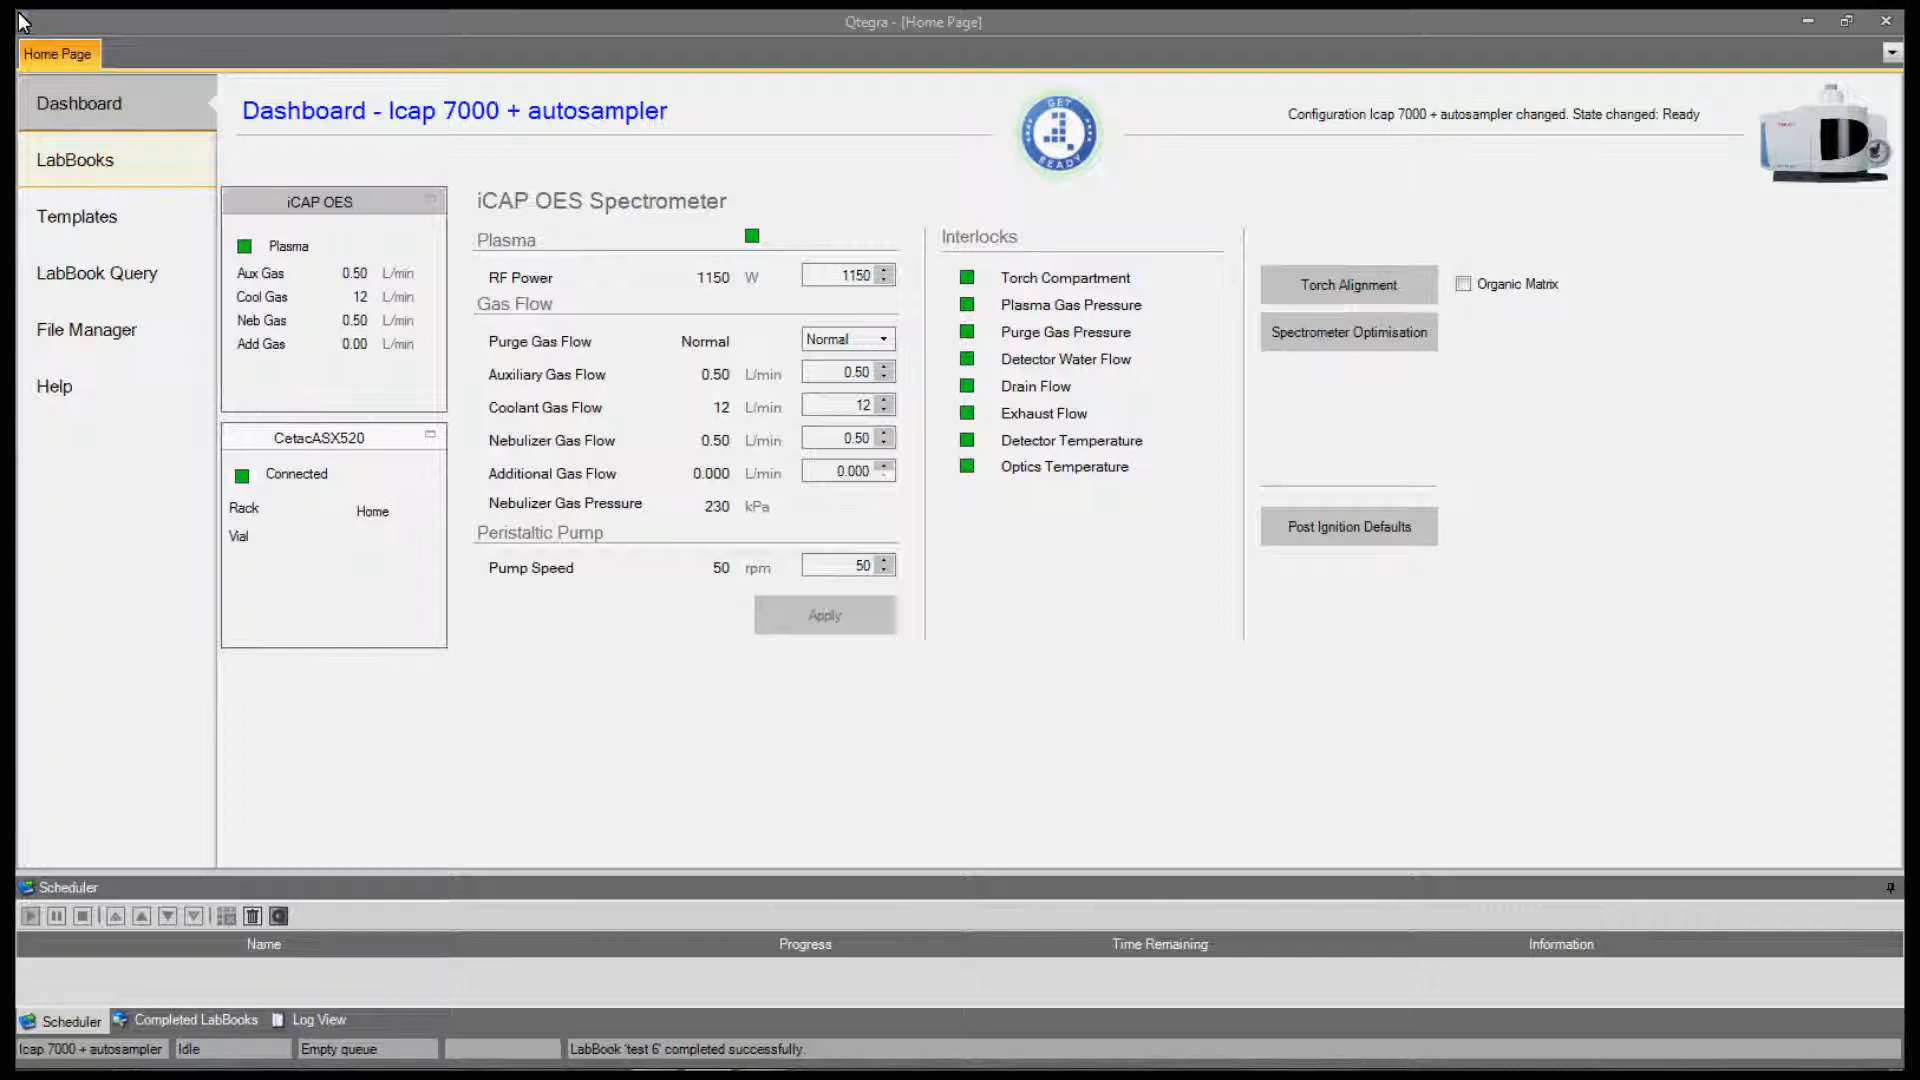 Qtegra - [Home Page]
Home Page
Dashboard
LabBooks
Templates
LabBook Query
File Manager
Help
Dashboard - Icap 7000 + autosampler
GET
READY
Configuration Icap 7000 + autosampler changed. State changed: Ready
iCAP OES
Plasma
Aux Gas 0.50 L/min
Cool Gas 12 L/min
Neb Gas 0.50 L/min
Add Gas 0.00 L/min
CetacASX520
Connected
Rack Home
Vial
iCAP OES Spectrometer
Plasma
RF Power 1150 W 1150
Gas Flow
Purge Gas Flow Normal Normal
Auxiliary Gas Flow 0.50 L/min 0.50
Coolant Gas Flow 12 L/min 12
Nebulizer Gas Flow 0.50 L/min 0.50
Additional Gas Flow 0.000 L/min 0.000
Nebulizer Gas Pressure 230 kPa
Peristaltic Pump
Pump Speed 50 rpm 50
Apply
Interlocks
Torch Compartment
Plasma Gas Pressure
Purge Gas Pressure
Detector Water Flow
Drain Flow
Exhaust Flow
Detector Temperature
Optics Temperature
Torch Alignment
Organic Matrix
Spectrometer Optimisation
Post Ignition Defaults
Scheduler
Name Progress Time Remaining Information
Scheduler Completed LabBooks Log View
Icap 7000 + autosampler Idle Empty queue LabBook 'test 6' completed successfully.